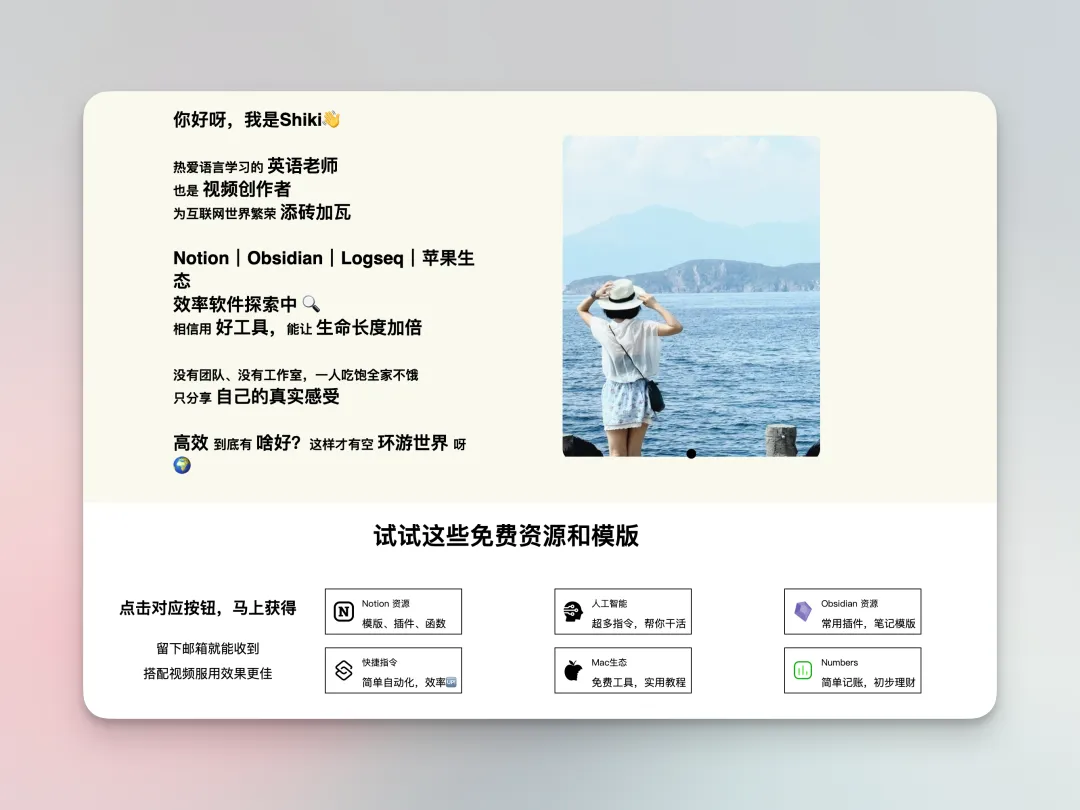 你好呀，我是Shiki👋
热爱语言学习的 英语老师
也是 视频创作者
为互联网世界繁荣 添砖加瓦
Notion｜Obsidian｜Logseq｜苹果生
态
效率软件探索中 🔍
相信用 好工具，能让 生命长度加倍
没有团队、没有工作室，一人吃饱全家不饿
只分享 自己的真实感受
高效 到底有 啥好？这样才有空 环游世界 呀
🌍
试试这些免费资源和模版
点击对应按钮，马上获得
留下邮箱就能收到
搭配视频服用效果更佳
Notion 资源
模版、插件、函数
人工智能
超多指令，帮你干活
Obsidian 资源
常用插件，笔记模版
快捷指令
简单自动化，效率🆙
Mac生态
免费工具，实用教程
Numbers
简单记账，初步理财